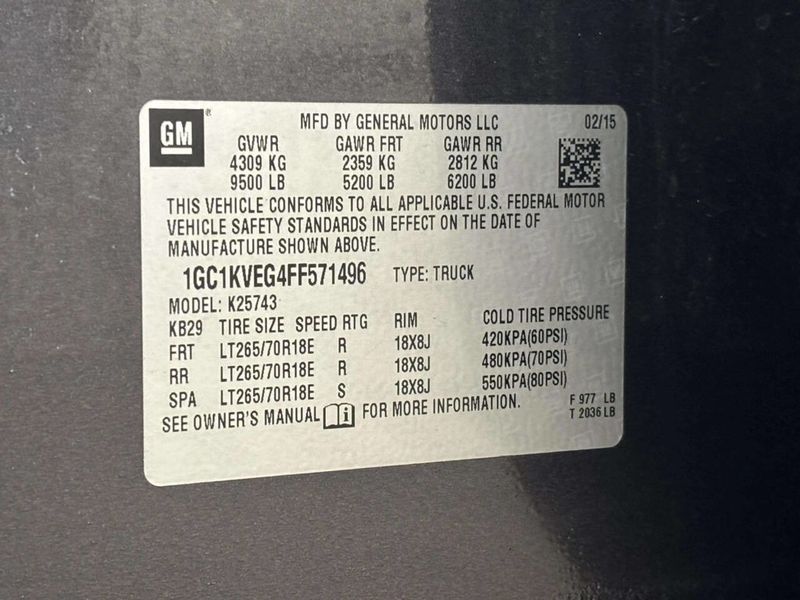 GM
MFD BY GENERAL MOTORS LLC 02/15
GVWR GAWR FRT GAWR RR
4309 KG 2359 KG 2812 KG
9500 LB 5200 LB 6200 LB
THIS VEHICLE CONFORMS TO ALL APPLICABLE U.S. FEDERAL MOTOR
VEHICLE SAFETY STANDARDS IN EFFECT ON THE DATE OF
MANUFACTURE SHOWN ABOVE.
1GC1KVEG4FF571496 TYPE: TRUCK
MODEL: K25743
KB29 TIRE SIZE SPEED RTG RIM COLD TIRE PRESSURE
FRT LT265/70R18E R 18X8J 420KPA(60PSI)
RR LT265/70R18E R 18X8J 480KPA(70PSI)
SPA LT265/70R18E S 18X8J 550KPA(80PSI)
SEE OWNER'S MANUAL i FOR MORE INFORMATION.
F 977 LB
T 2036 LB